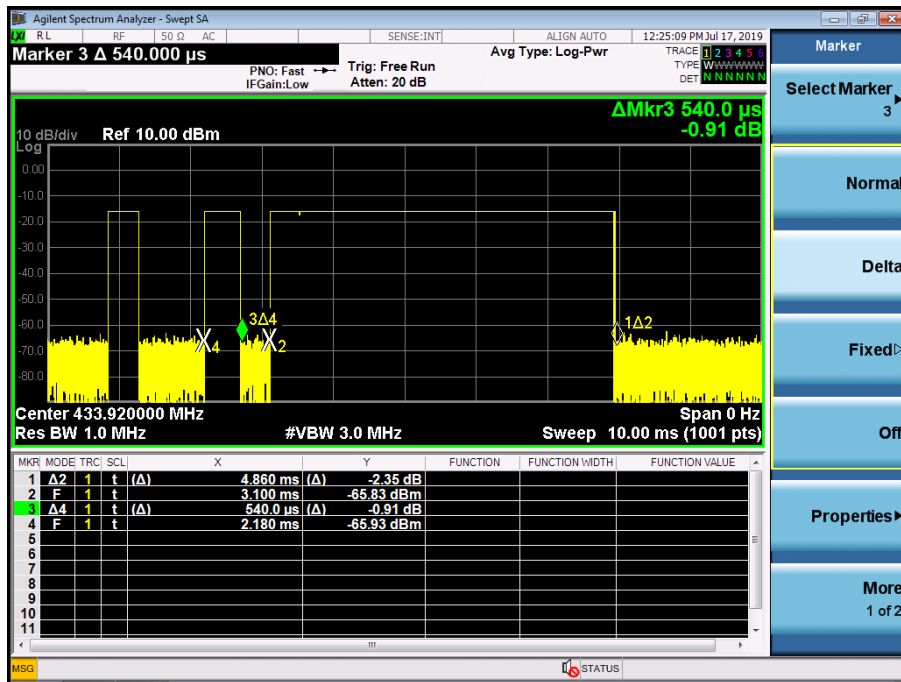 Agilent Spectrum Analyzer - Swept SA
LXI RL RF 50 Ω AC SENSE:INT ALIGN AUTO 12:25:09 PM Jul 17, 2019
Marker 3 Δ 540.000 µs
PNO: Fast
IFGain:Low
Trig: Free Run
Atten: 20 dB
Avg Type: Log-Pwr
TRACE 1 2 3 4 5 6
TYPE WWWWWW
DET N N N N N N
ΔMkr3 540.0 µs
-0.91 dB
10 dB/div Ref 10.00 dBm
Log
0.00
-10.0
-20.0
-30.0
-40.0
-50.0
-60.0
-70.0
-80.0
4
3Δ4
2
1Δ2
Center 433.920000 MHz Span 0 Hz
Res BW 1.0 MHz #VBW 3.0 MHz Sweep 10.00 ms (1001 pts)
MKR MODE TRC SCL X Y FUNCTION FUNCTION WIDTH FUNCTION VALUE
1 Δ2 1 t (Δ) 4.860 ms (Δ) -2.35 dB
2 F 1 t 3.100 ms -65.83 dBm
3 Δ4 1 t (Δ) 540.0 µs (Δ) -0.91 dB
4 F 1 t 2.180 ms -65.93 dBm
5
6
7
8
9
10
11
MSG STATUS
Marker
Select Marker
3
Normal
Delta
Fixed
Off
Properties
More
1 of 2